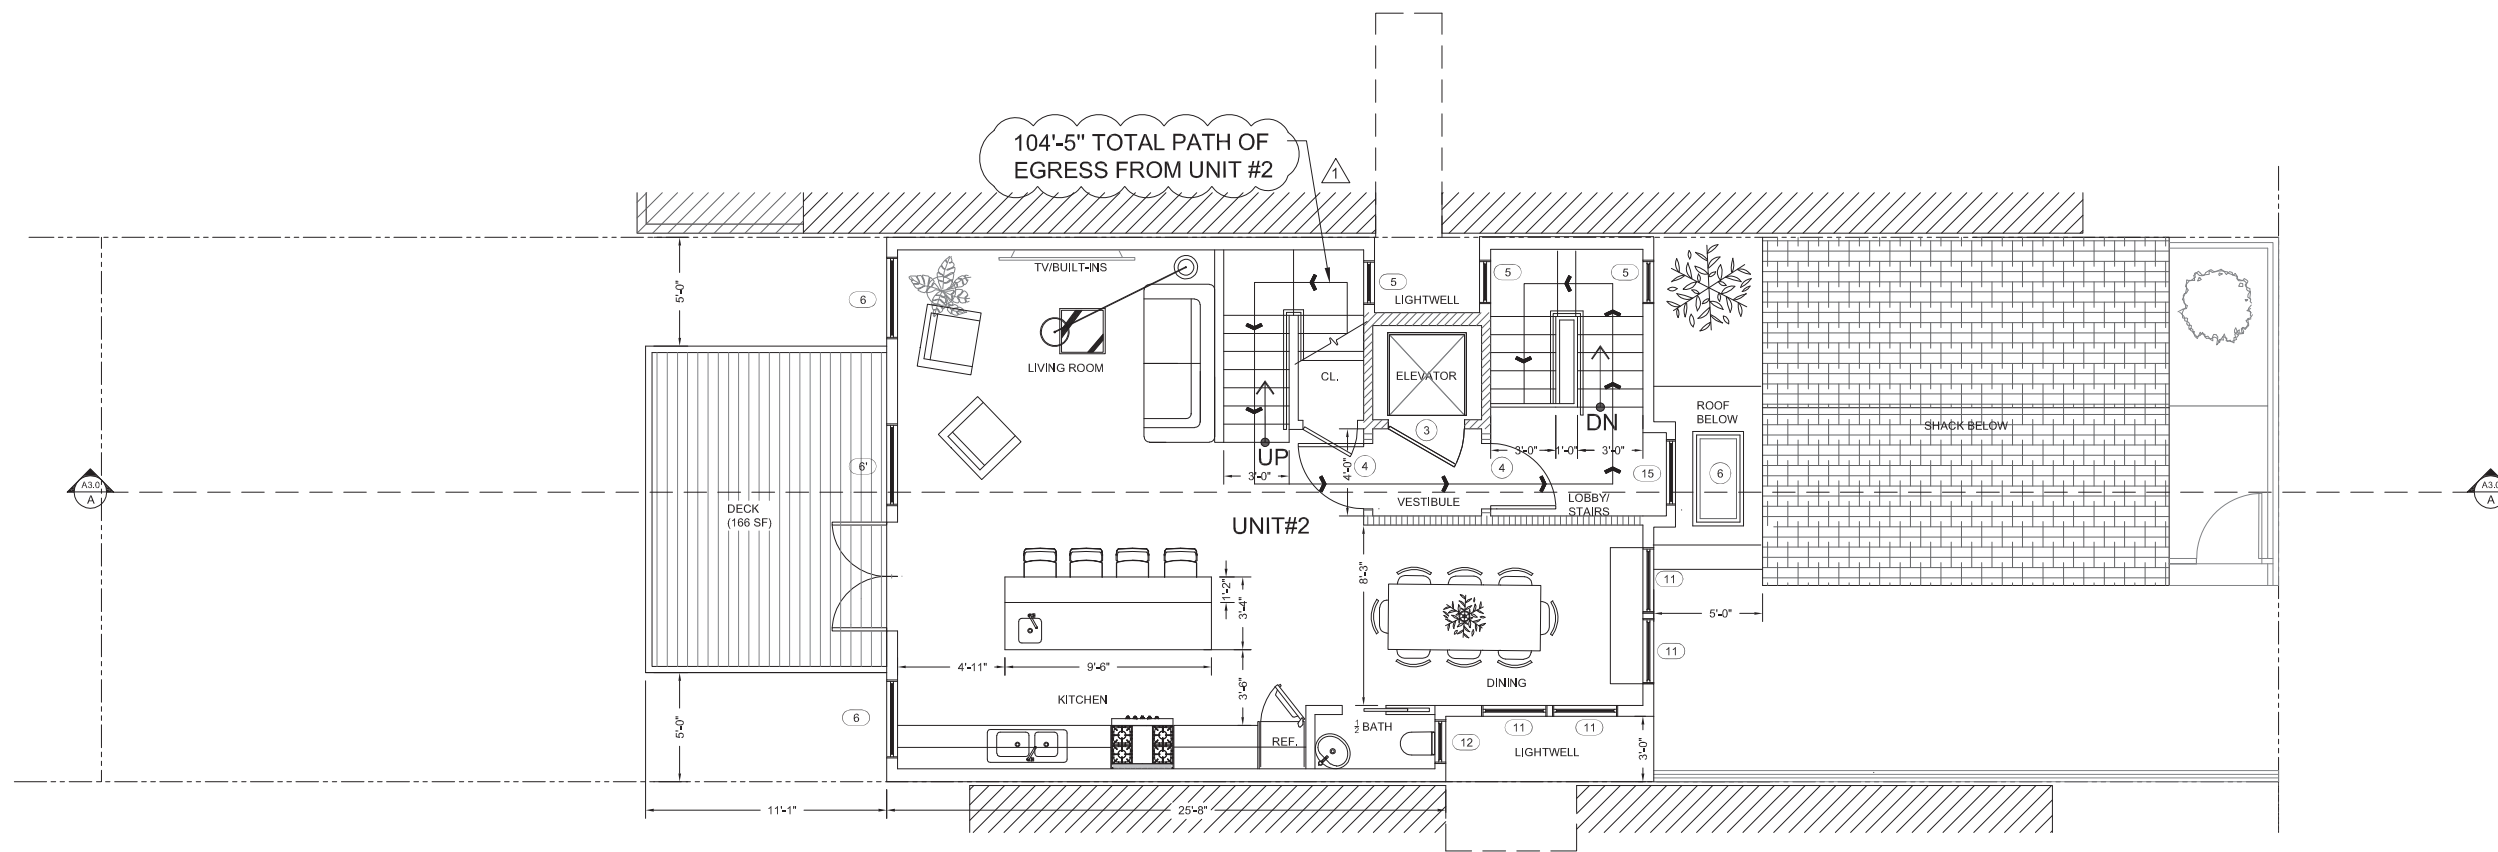 104'-5" TOTAL PATH OF
EGRESS FROM UNIT #2
1
5'-0"
6
TV/BUILT-INS
LIVING ROOM
5
LIGHTWELL
5
5
CL.
ELEVATOR
3
DN
ROOF
BELOW
SHACK BELOW
UP
3'-0"
4'-0"
4
4
3'-0"
1'-0"
3'-0"
15
6
6'
A3.0
A
A3.0
A
DECK
(166 SF)
VESTIBULE
LOBBY/
STAIRS
UNIT#2
8'-3"
1'-2"
3'-4"
11
5'-0"
11
4'-11"
9'-6"
3'-6"
DINING
KITCHEN
6
5'-0"
REF.
1/2 BATH
12
11
11
LIGHTWELL
3'-0"
11'-1"
25'-8"